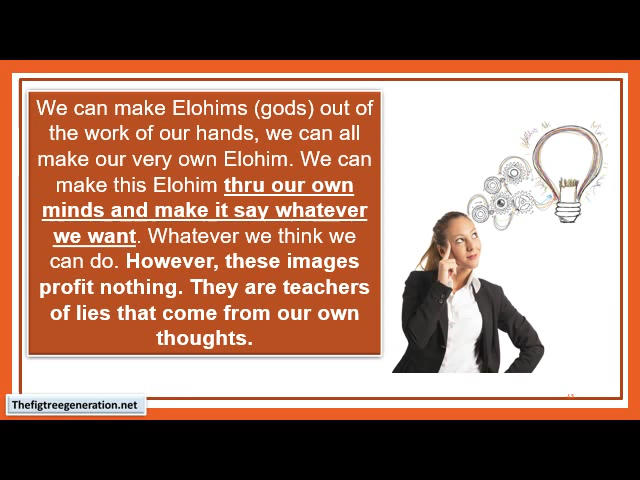 We can make Elohims (gods) out of
the work of our hands, we can all
make our very own Elohim. We can
make this Elohim thru our own
minds and make it say whatever
we want. Whatever we think we
can do. However, these images
profit nothing. They are teachers
of lies that come from our own
thoughts.
Thefigtreegeneration.net